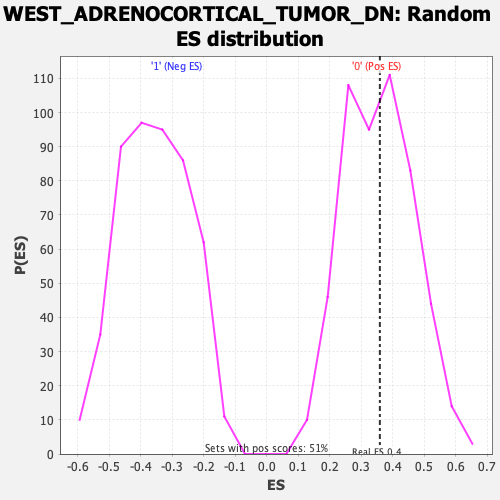 WEST_ADRENOCORTICAL_TUMOR_DN: Random
ES distribution
'1' (Neg ES)
'0' (Pos ES)
P(ES)
110
100
90
80
70
60
50
40
30
20
10
0
Sets with pos scores: 51%
Real ES 0.4
-0.6 -0.5 -0.4 -0.3 -0.2 -0.1 0.0 0.1 0.2 0.3 0.4 0.5 0.6 0.7
ES